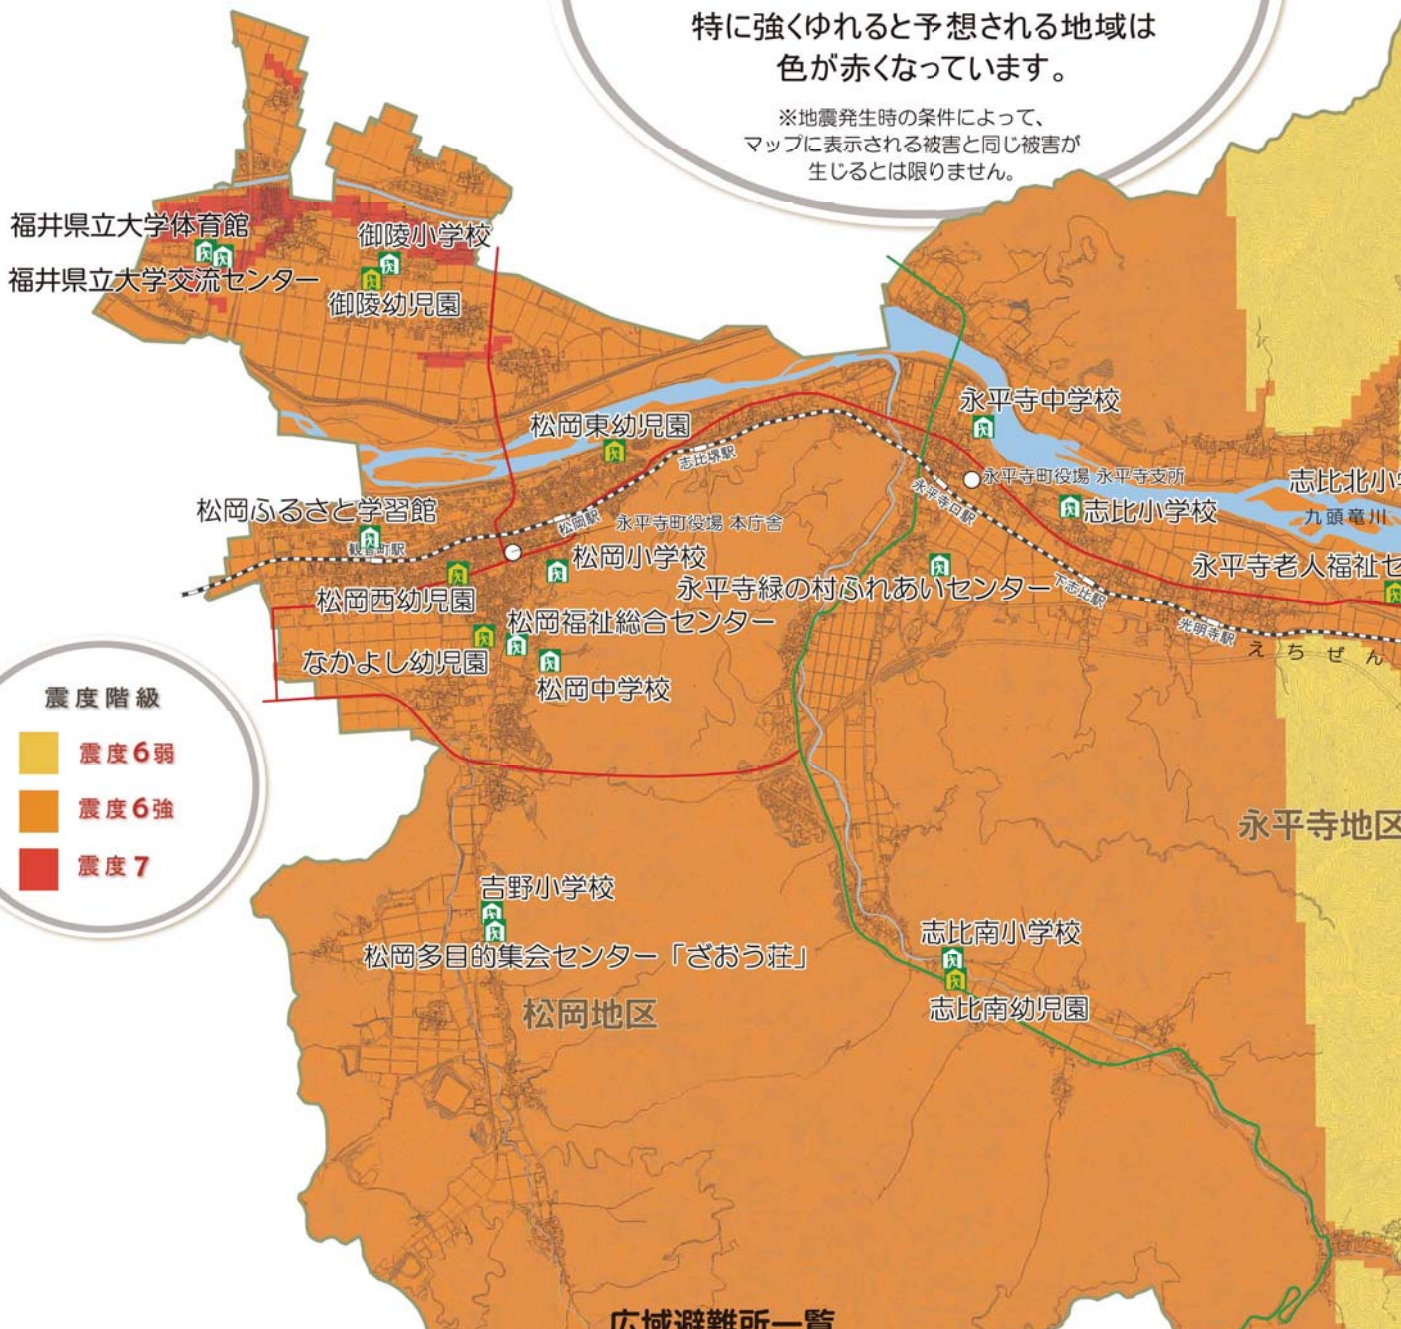 特に強くゆれると予想される地域は
色が赤くなっています。
※地震発生時の条件によって、
マップに表示される被害と同じ被害が
生じるとは限りません。
福井県立大学体育館
御陵小学校
福井県立大学交流センター
御陵幼児園
永平寺中学校
松岡東幼児園
志比堺駅
永平寺町役場 永平寺支所
志比北小学
永平寺口駅
松岡ふるさと学習館
志比小学校
九頭竜川
松岡駅
永平寺町役場 本庁舎
観音町駅
松岡小学校
永平寺老人福祉セ
永平寺緑の村ふれあいセンター
下志比駅
松岡西幼児園
松岡福祉総合センター
光明寺駅
えちぜん
なかよし幼児園
松岡中学校
震度階級
震度6弱
震度6強
震度7
永平寺地区
吉野小学校
志比南小学校
松岡多目的集会センター「ざおう荘」
志比南幼児園
松岡地区
広域避難所一覧